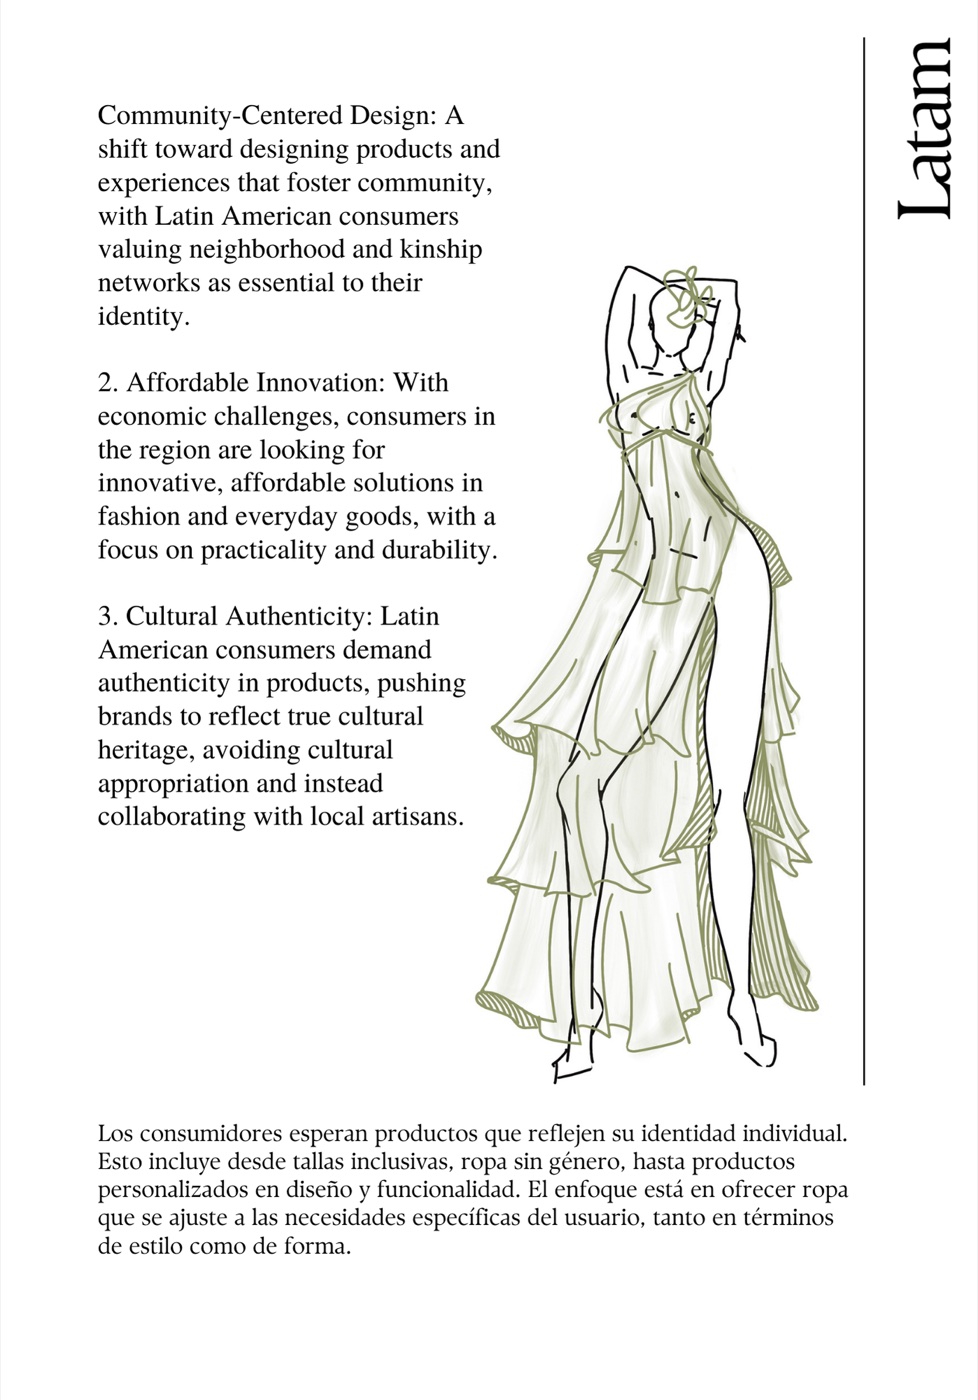 Latam
Community-Centered Design: A
shift toward designing products and
experiences that foster community,
with Latin American consumers
valuing neighborhood and kinship
networks as essential to their
identity.
2. Affordable Innovation: With
economic challenges, consumers in
the region are looking for
innovative, affordable solutions in
fashion and everyday goods, with a
focus on practicality and durability.
3. Cultural Authenticity: Latin
American consumers demand
authenticity in products, pushing
brands to reflect true cultural
heritage, avoiding cultural
appropriation and instead
collaborating with local artisans.
Los consumidores esperan productos que reflejen su identidad individual.
Esto incluye desde tallas inclusivas, ropa sin género, hasta productos
personalizados en diseño y funcionalidad. El enfoque está en ofrecer ropa
que se ajuste a las necesidades específicas del usuario, tanto en términos
de estilo como de forma.